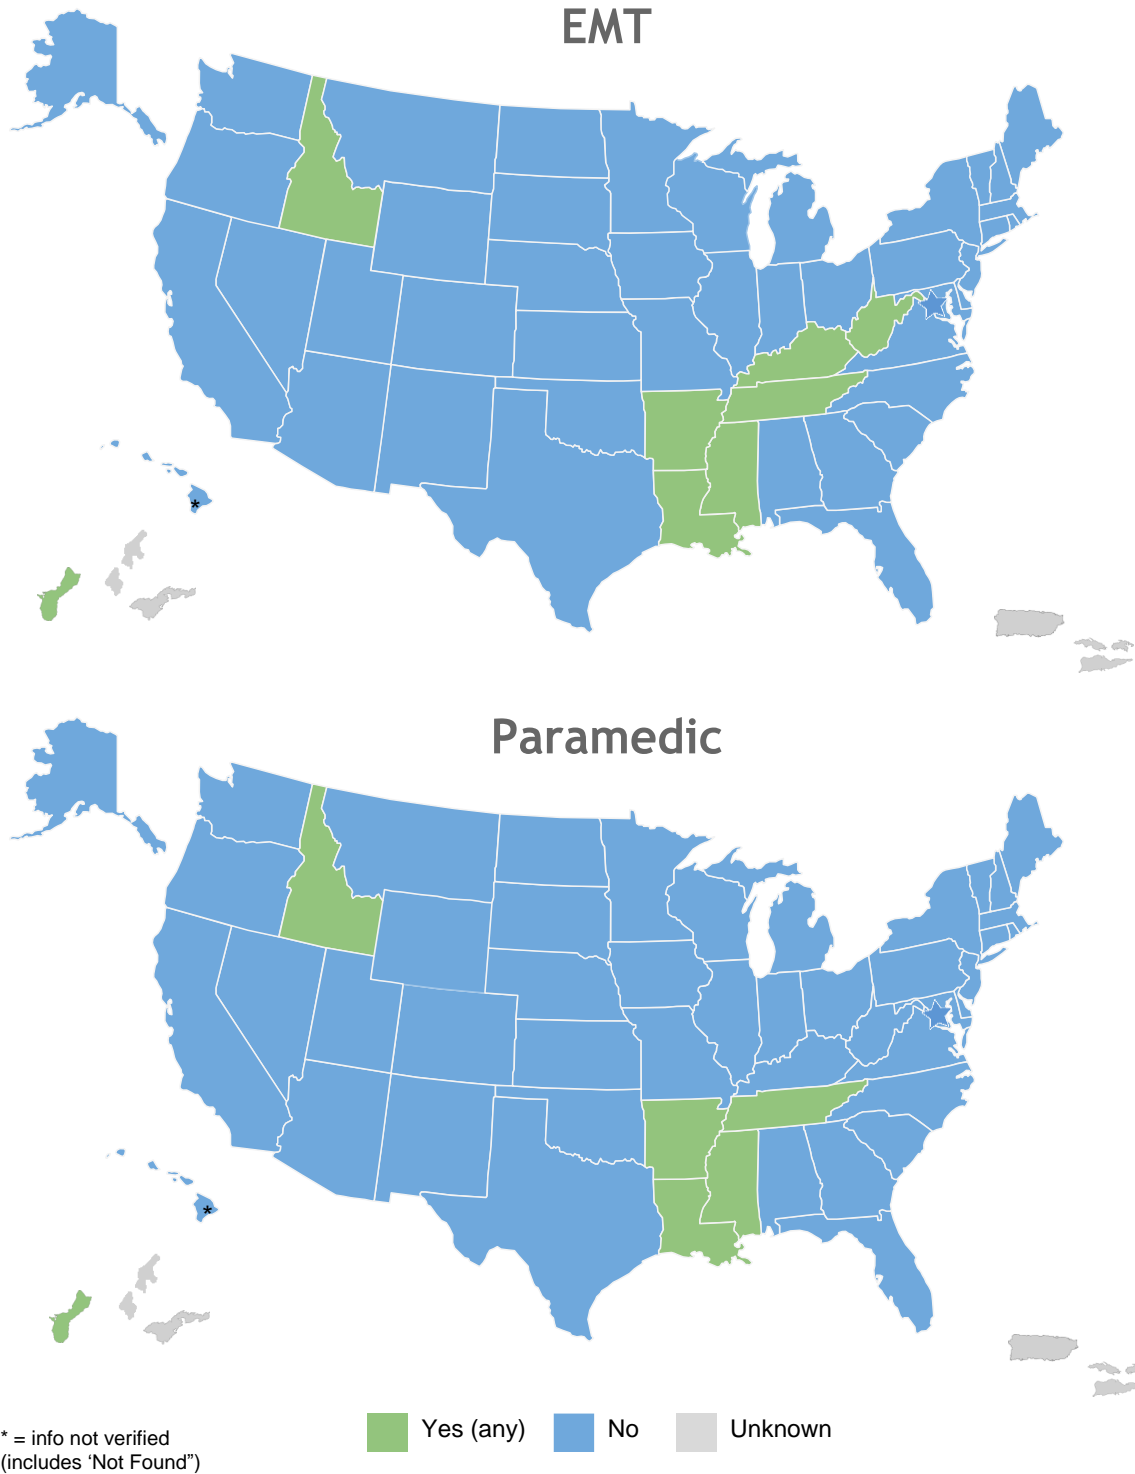 EMT
*
Paramedic
*
Yes (any)
No
Unknown
* = info not verified
(includes ‘Not Found”)